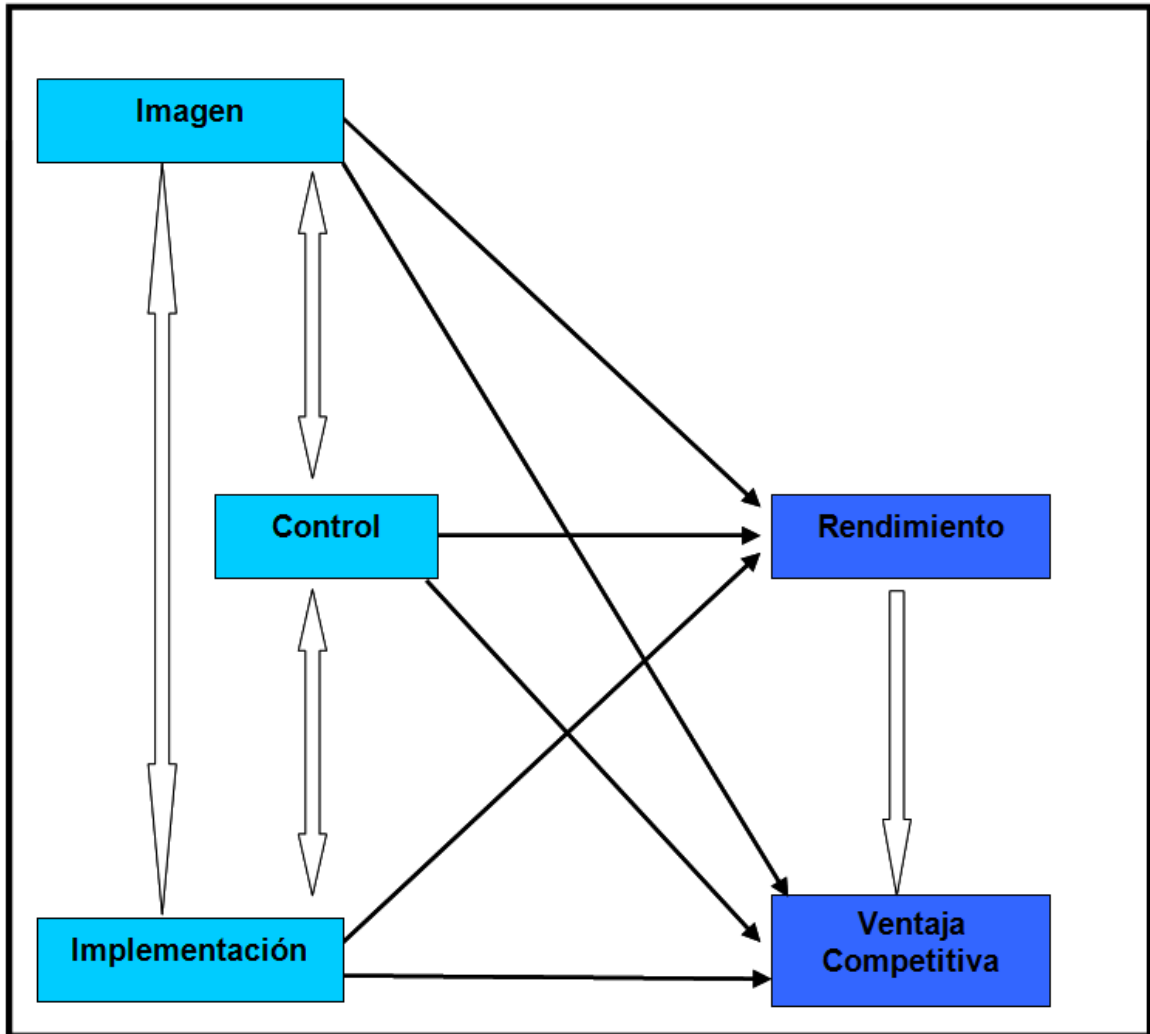 Imagen
Control
Rendimiento
Implementación
Ventaja
Competitiva